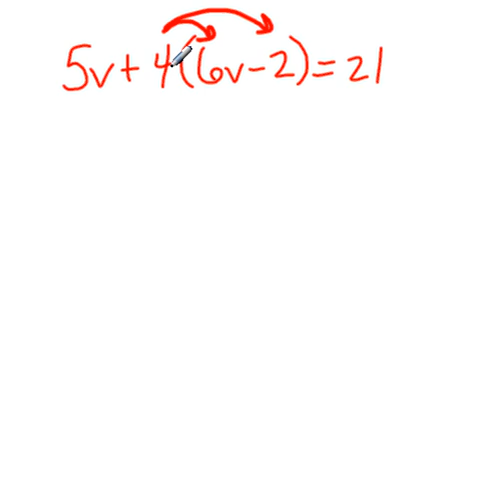 5v + 4(6v - 2) = 21